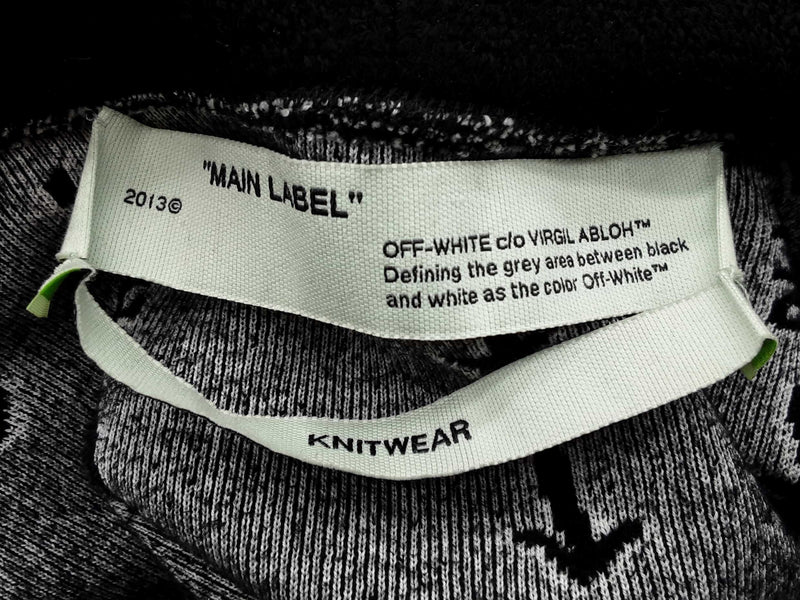 "MAIN LABEL"
2013©
OFF-WHITE c/o VIRGIL ABLOH™
Defining the grey area between black
and white as the color Off-White™
KNITWEAR